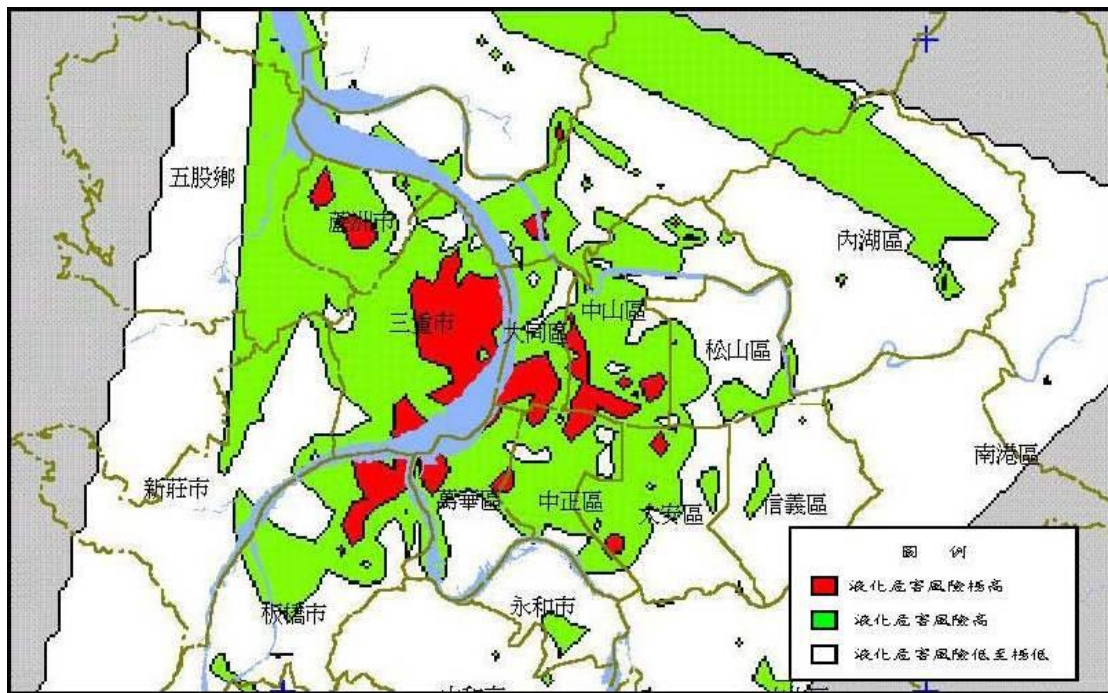 五股鄉
蘆洲市
內湖區
三重市
大同區
中山區
松山區
南港區
新莊市
萬華區
中正區
大安區
信義區
板橋市
永和市
圖 例
液化危害風險極高
液化危害風險高
液化危害風險低至極低